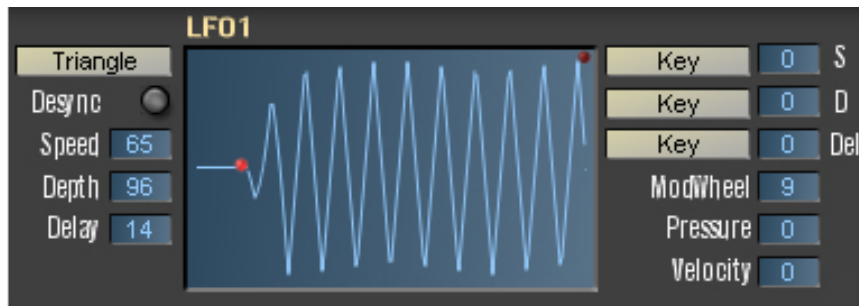 LFO1
Triangle
Key 0 S
Desync
Key 0 D
Speed 65
Key 0 Del
Depth 96
ModWheel 9
Delay 14
Pressure 0
Velocity 0